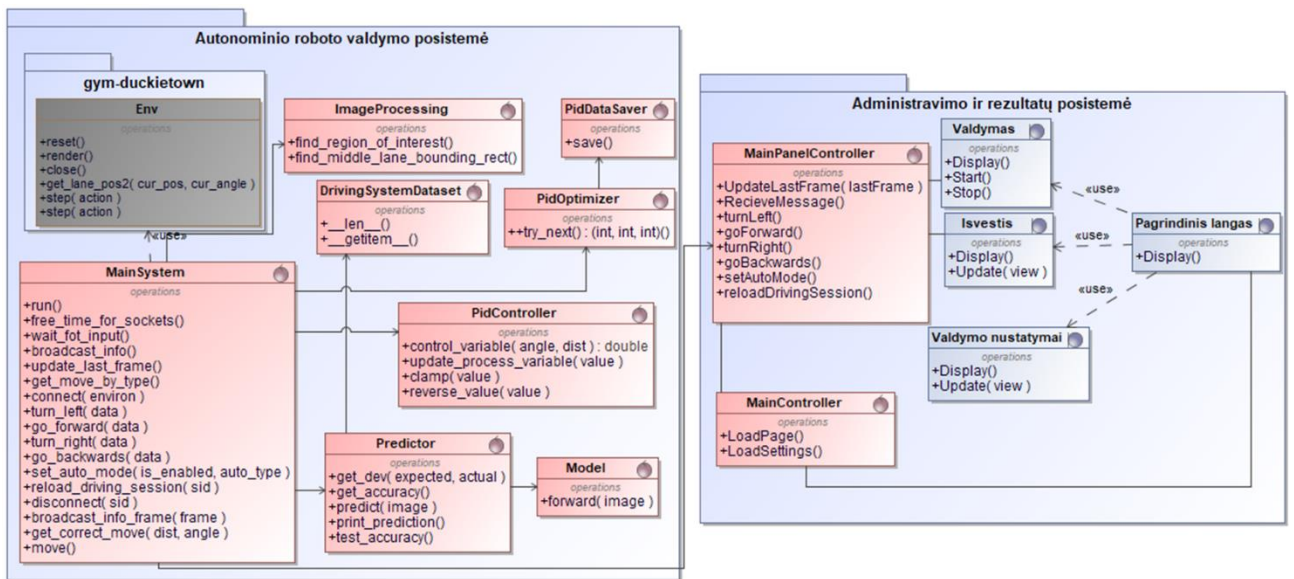 Autonominio roboto valdymo posistemė
gym-duckietown
Env
operations
+reset()
+render()
+close()
+get_lane_pos2( cur_pos, cur_angle )
+step( action )
+step( action )
«use»
ImageProcessing
operations
+find_region_of_interest()
+find_middle_lane_bounding_rect()
PidDataSaver
operations
+save()
DrivingSystemDataset
operations
+__len__()
+__getitem__()
PidOptimizer
operations
++try_next() : (int, int, int)()
MainSystem
operations
+run()
+free_time_for_sockets()
+wait_fot_input()
+broadcast_info()
+update_last_frame()
+get_move_by_type()
+connect( environ )
+turn_left( data )
+go_forward( data )
+turn_right( data )
+go_backwards( data )
+set_auto_mode( is_enabled, auto_type )
+reload_driving_session( sid )
+disconnect( sid )
+broadcast_info_frame( frame )
+get_correct_move( dist, angle )
+move()
PidController
operations
+control_variable( angle, dist ) : double
+update_process_variable( value )
+clamp( value )
+reverse_value( value )
Predictor
operations
+get_dev( expected, actual )
+get_accuracy()
+predict( image )
+print_prediction()
+test_accuracy()
Model
operations
+forward( image )
Administravimo ir rezultatų posistemė
MainPanelController
operations
+UpdateLastFrame( lastFrame )
+RecieveMessage()
+turnLeft()
+goForward()
+turnRight()
+goBackwards()
+setAutoMode()
+reloadDrivingSession()
Valdymas
operations
+Display()
+Start()
+Stop()
«use»
Isvestis
operations
+Display()
+Update( view )
«use»
Pagrindinis langas
operations
+Display()
«use»
Valdymo nustatymai
operations
+Display()
+Update( view )
MainController
operations
+LoadPage()
+LoadSettings()